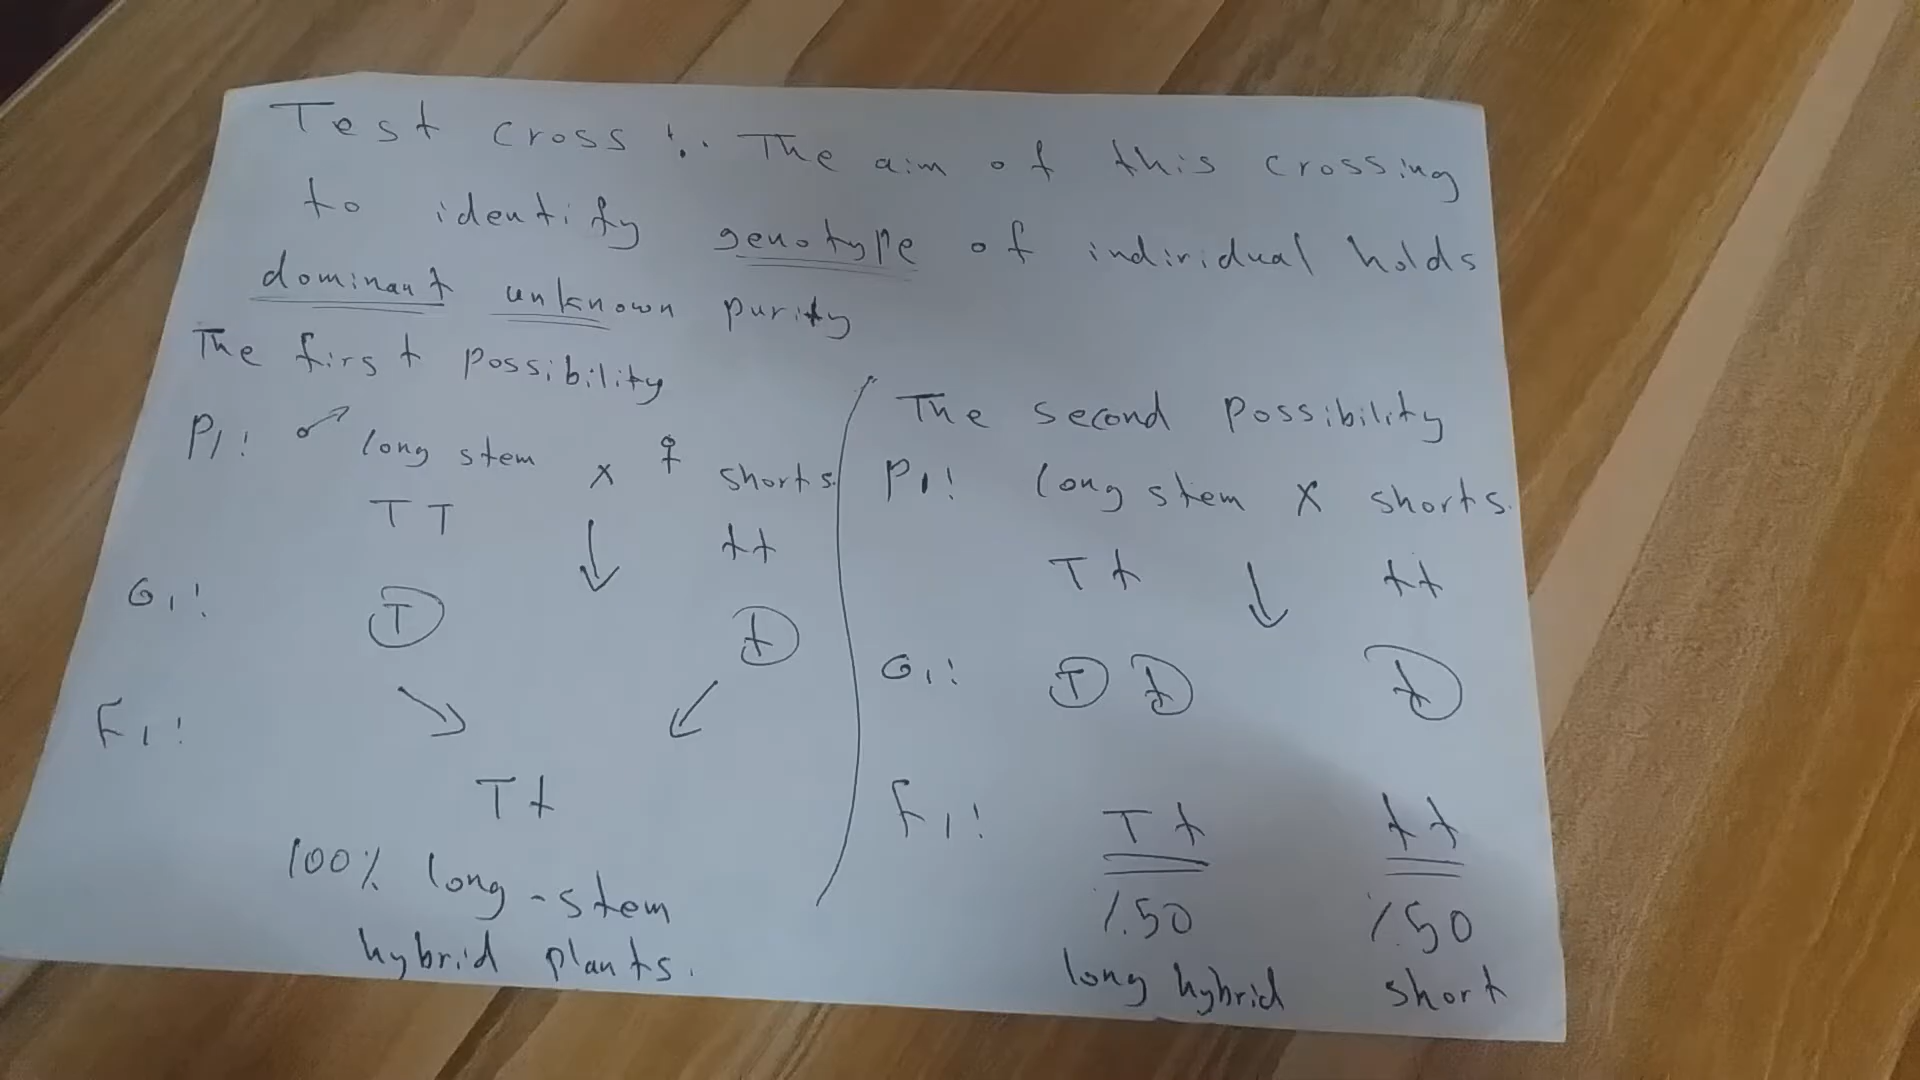 Test cross :. The aim of this crossing
to identify genotype of individual holds
dominant unknown purity
The first possibility
P1: ♂ long stem x ♀ short s.
TT tt
G1: T t
F1:
Tt
100% long-stem
hybrid plants.
The second possibility
P1: long stem x short s.
Tt tt
G1: T t t
F1: Tt tt
%50 %50
long hybrid short